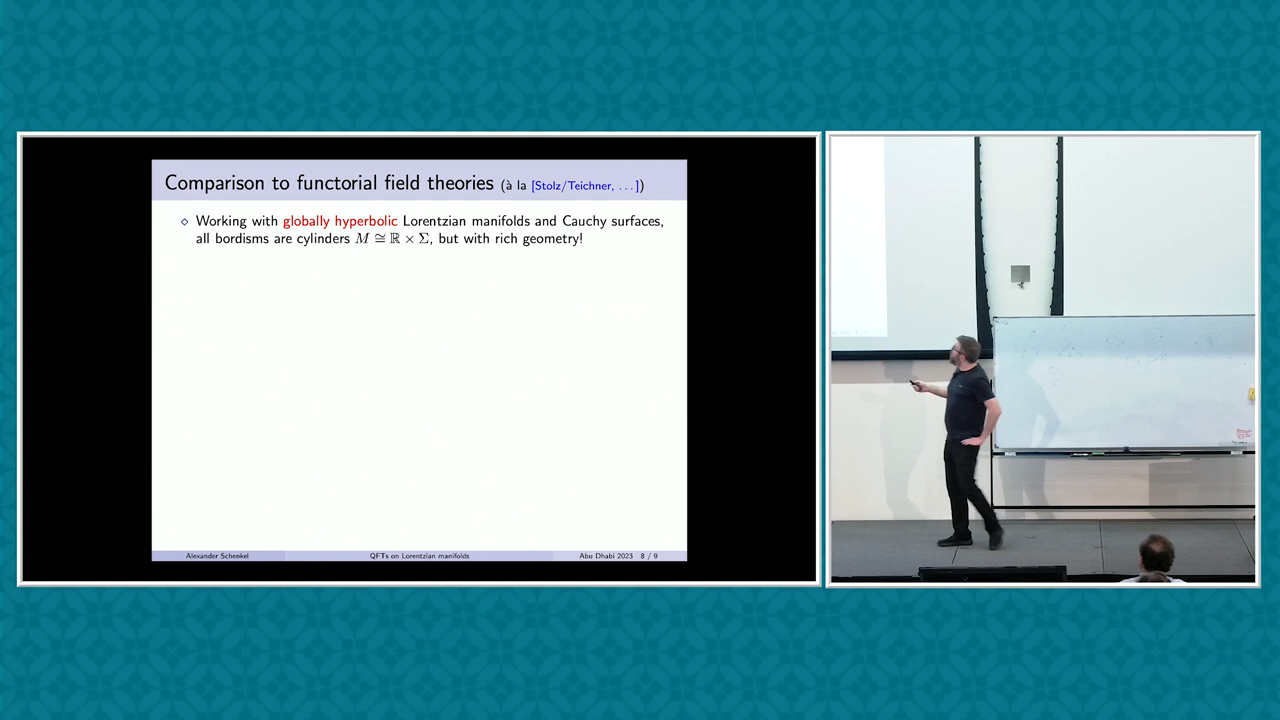 Comparison to functorial field theories (à la [Stolz/Teichner, ...])
⋄ Working with globally hyperbolic Lorentzian manifolds and Cauchy surfaces,
all bordisms are cylinders M ≅ ℝ × Σ, but with rich geometry!
Alexander Schenkel QFTs on Lorentzian manifolds Abu Dhabi 2023 8 / 9